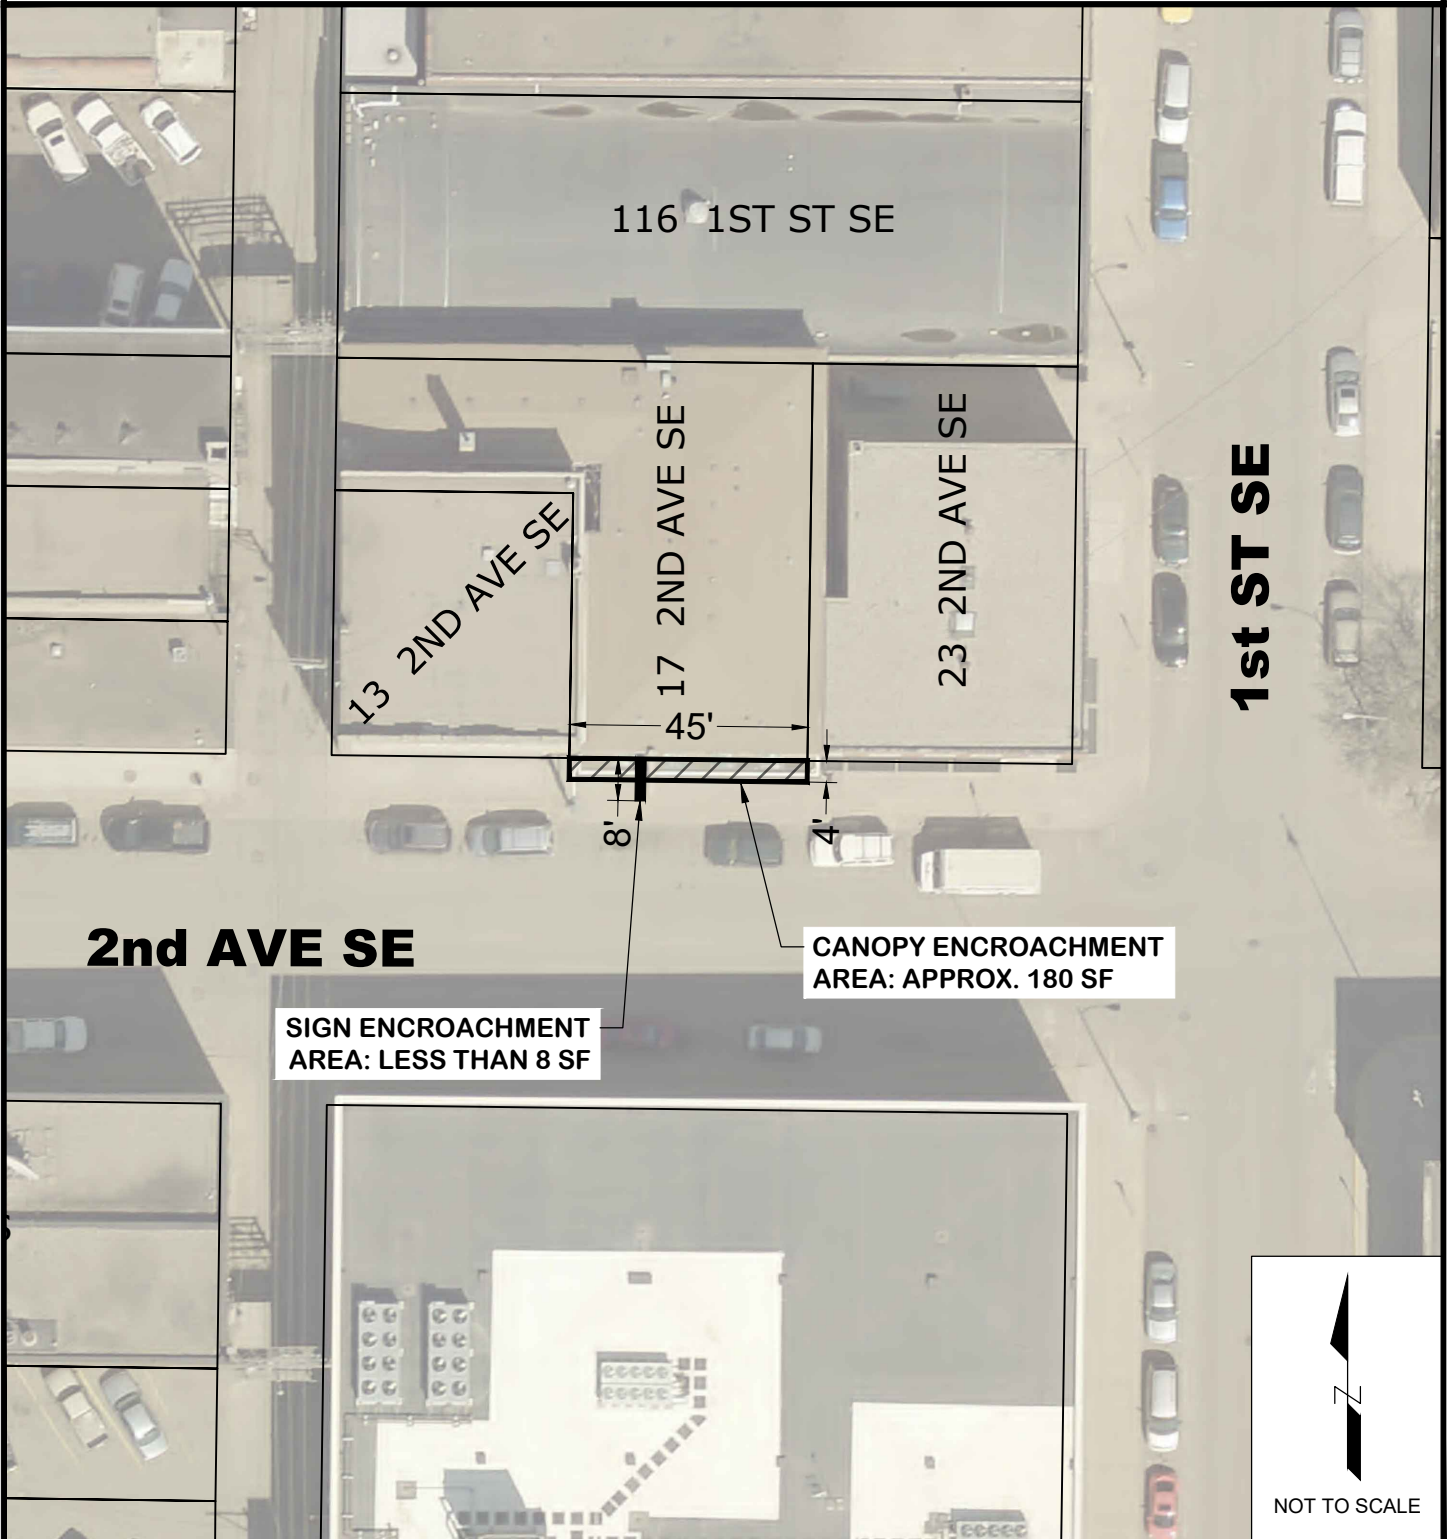 116 1ST ST SE
13 2ND AVE SE
17 2ND AVE SE
23 2ND AVE SE
1st ST SE
45'
8'
4'
2nd AVE SE
CANOPY ENCROACHMENT
AREA: APPROX. 180 SF
SIGN ENCROACHMENT
AREA: LESS THAN 8 SF
N
NOT TO SCALE